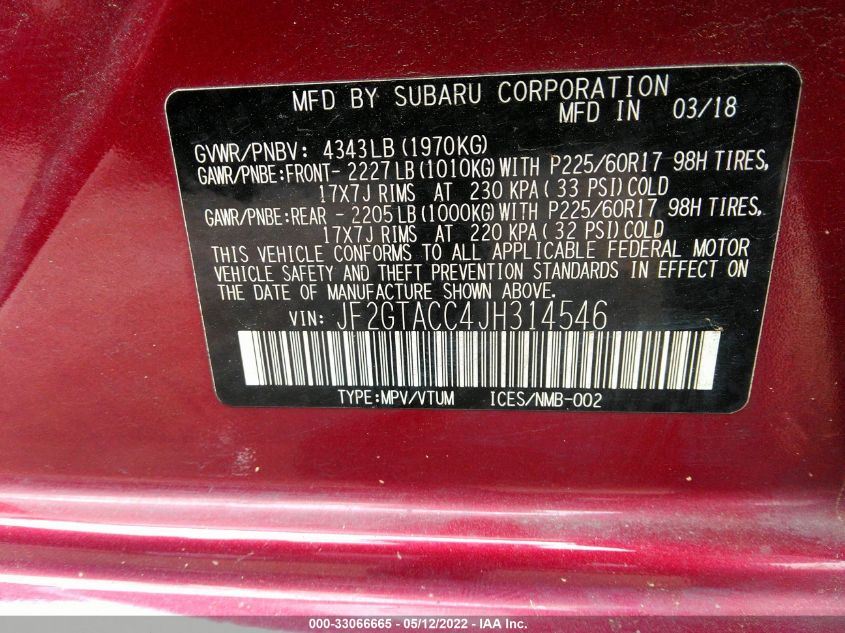 MFD BY SUBARU CORPORATION
MFD IN 03/18
GVWR/PNBV: 4343LB (1970KG)
GAWR/PNBE:FRONT- 2227LB(1010KG)WITH P225/60R17 98H TIRES,
17X7J RIMS AT 230 KPA( 33 PSI)COLD
GAWR/PNBE:REAR - 2205LB(1000KG)WITH P225/60R17 98H TIRES,
17X7J RIMS AT 220 KPA( 32 PSI)COLD
THIS VEHICLE CONFORMS TO ALL APPLICABLE FEDERAL MOTOR
VEHICLE SAFETY AND THEFT PREVENTION STANDARDS IN EFFECT ON
THE DATE OF MANUFACTURE SHOWN ABOVE.
VIN: JF2GTACC4JH314546
TYPE:MPV/VTUM ICES/NMB-002
000-33066665 - 05/12/2022 - IAA Inc.